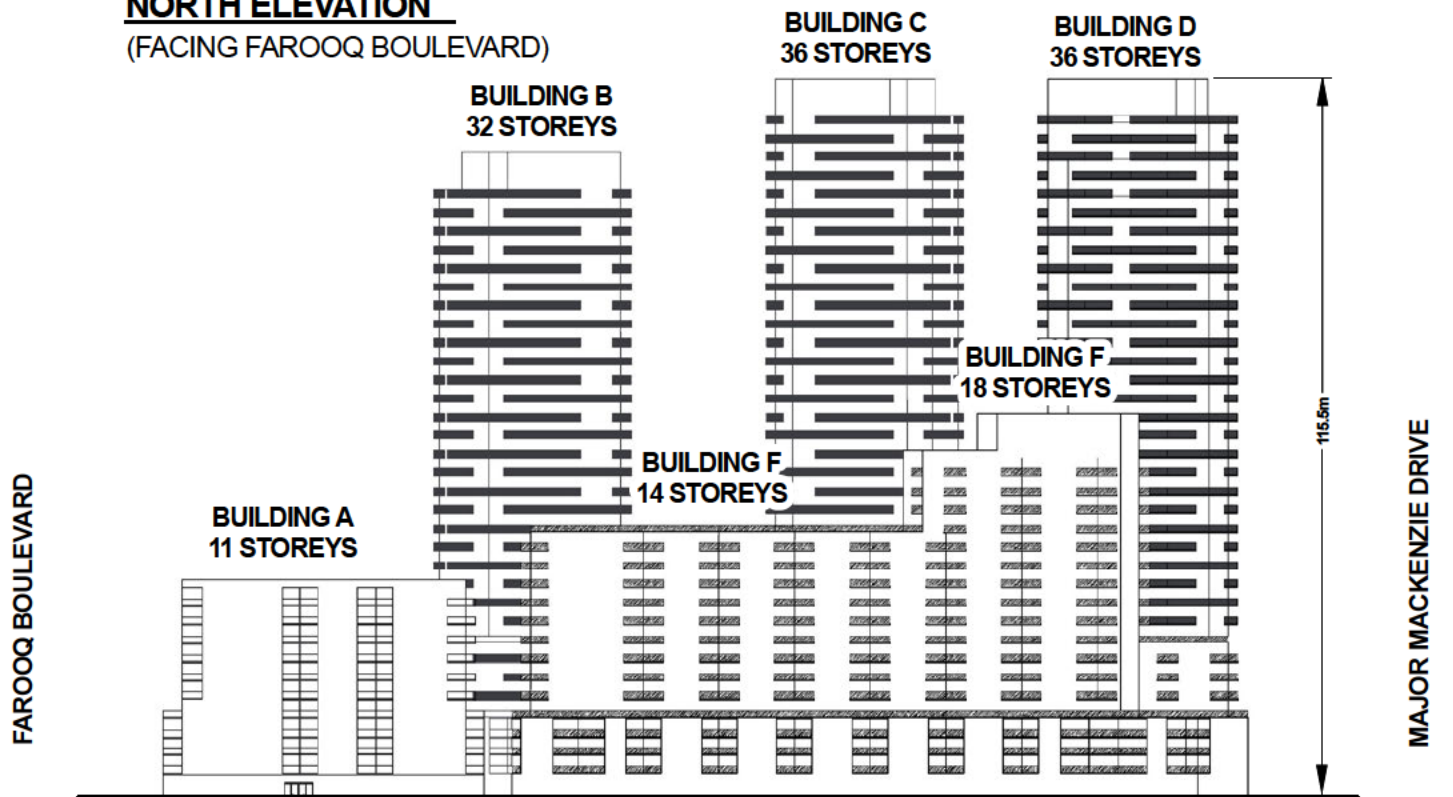 NORTH ELEVATION
(FACING FAROOQ BOULEVARD)
BUILDING C
36 STOREYS
BUILDING D
36 STOREYS
BUILDING B
32 STOREYS
BUILDING F
18 STOREYS
BUILDING F
14 STOREYS
BUILDING A
11 STOREYS
115.5m
FAROOQ BOULEVARD
MAJOR MACKENZIE DRIVE